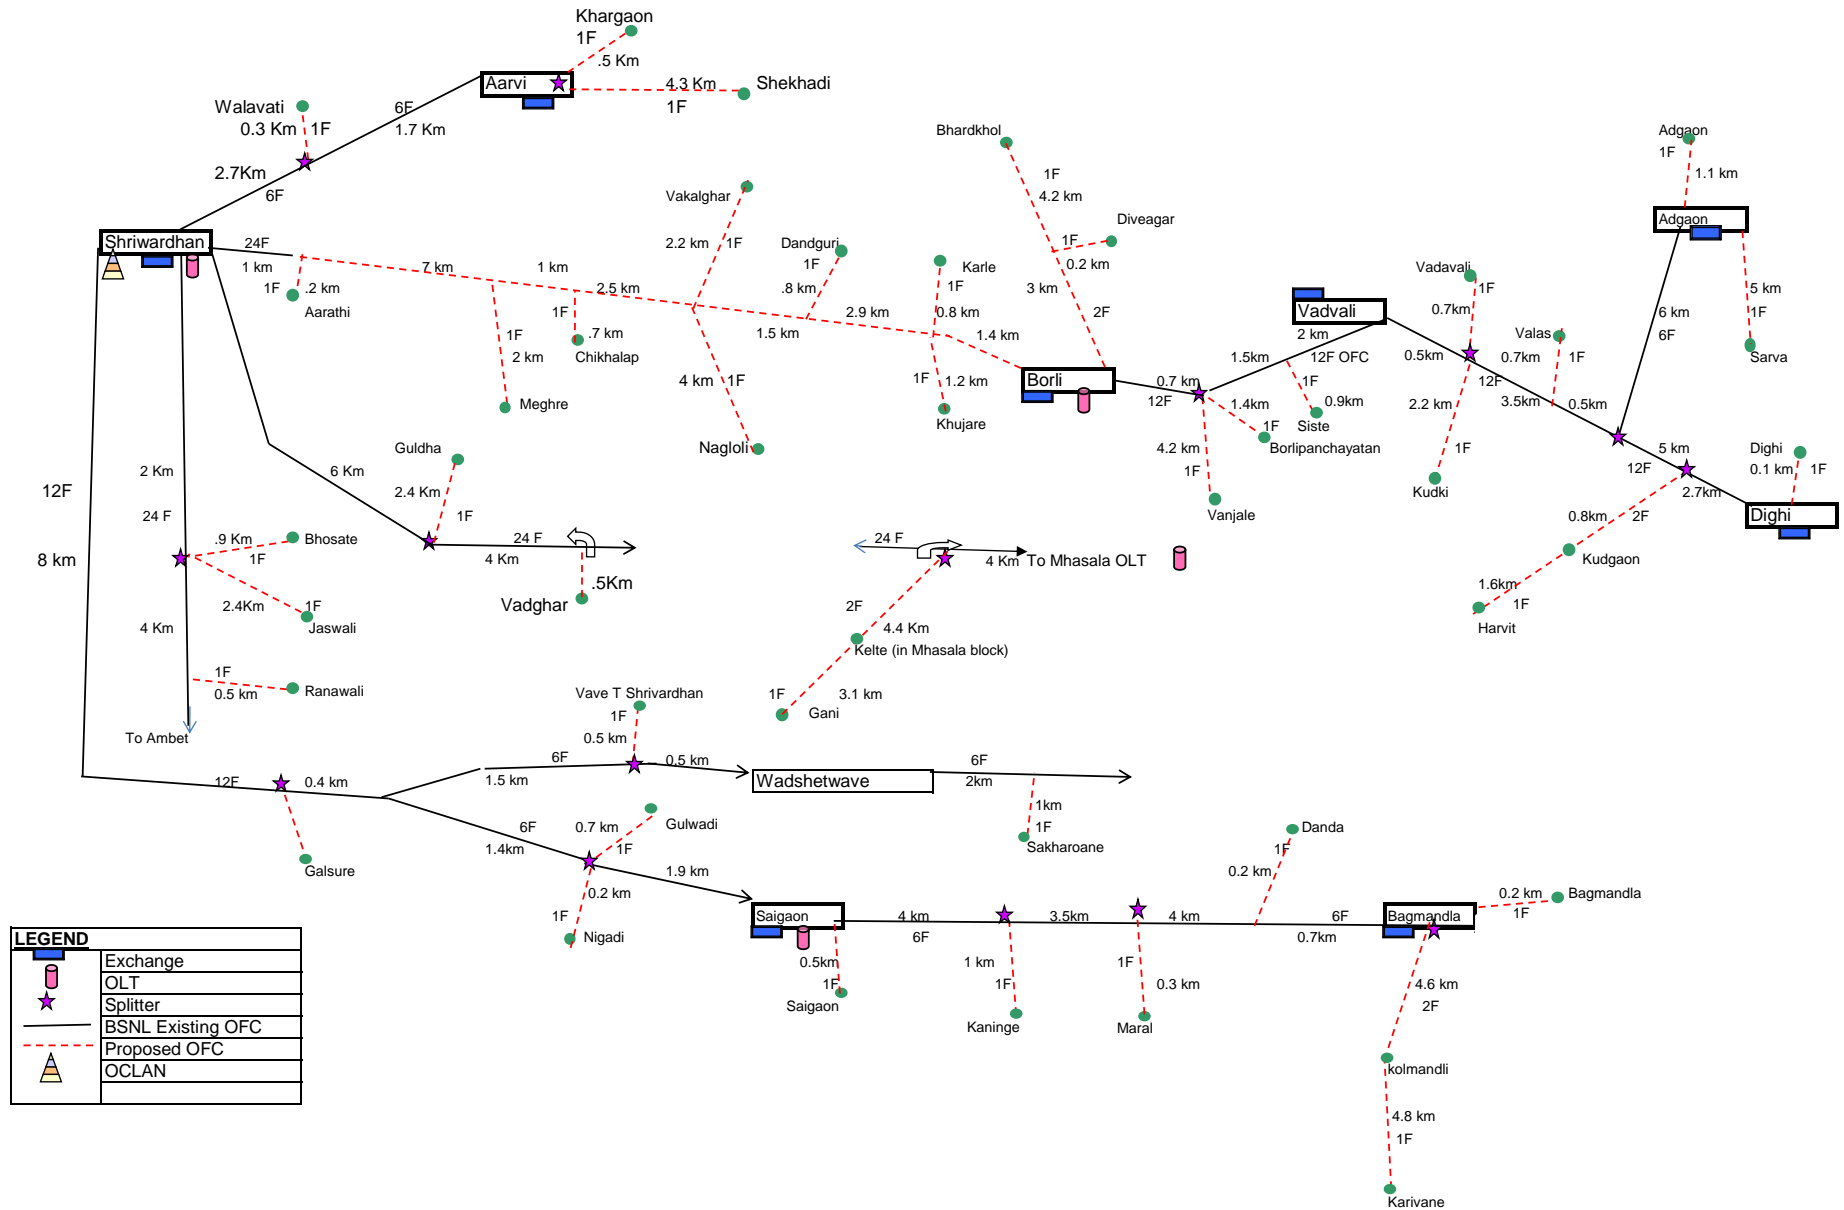 Khargaon
1F
.5 Km
Aarvi
4.3 Km
Shekhadi
1F
Walavati
0.3 Km
1F
6F
1.7 Km
2.7Km
6F
Shriwardhan
24F
1 km
1F
.2 km
Aarathi
7 km
1 km
2.5 km
1F
2 km
Meghre
1F
.7 km
Chikhalap
Vakalghar
2.2 km
1F
4 km
1F
Nagloli
Dandguri
1F
.8 km
1.5 km
2.9 km
Karle
1F
0.8 km
1.4 km
1F
1.2 km
Khujare
Bhardkhol
1F
4.2 km
Diveagar
1F
0.2 km
3 km
2F
Borli
0.7 km
12F
4.2 km
1F
Vanjale
1.4km
1F
Borlipanchayatan
1.5km
12F OFC
2 km
1F
0.9km
Siste
Vadvali
Vadavali
1F
0.7km
0.5km
12F
2.2 km
1F
Kudki
Valas
0.7km
1F
3.5km
0.5km
Adgaon
1F
1.1 km
Adgaon
5 km
1F
Sarva
6 km
6F
5 km
12F
2.7km
Dighi
0.1 km
1F
Dighi
0.8km
2F
Kudgaon
1.6km
1F
Harvit
12F
8 km
2 Km
24 F
.9 Km
1F
Bhosate
2.4Km
1F
Jaswali
4 Km
1F
0.5 km
Ranawali
To Ambet
6 Km
Guldha
2.4 Km
1F
24 F
4 Km
.5Km
Vadghar
24 F
4 Km
To Mhasala OLT
2F
4.4 Km
Kelte (in Mhasala block)
1F
3.1 km
Gani
12F
0.4 km
Galsure
Vave T Shrivardhan
1F
0.5 km
6F
1.5 km
0.5 km
Wadshetwave
6F
2km
1km
1F
Sakharoane
6F
1.4km
0.7 km
1F
Gulwadi
0.2 km
1F
Nigadi
1.9 km
Saigaon
0.5km
1F
Saigaon
4 km
6F
3.5km
4 km
1 km
1F
Kaninge
1F
0.3 km
Maral
Danda
1F
0.2 km
6F
0.7km
Bagmandla
0.2 km
1F
Bagmandla
4.6 km
2F
kolmandli
4.8 km
1F
Karivane
LEGEND
Exchange
OLT
Splitter
BSNL Existing OFC
Proposed OFC
OCLAN